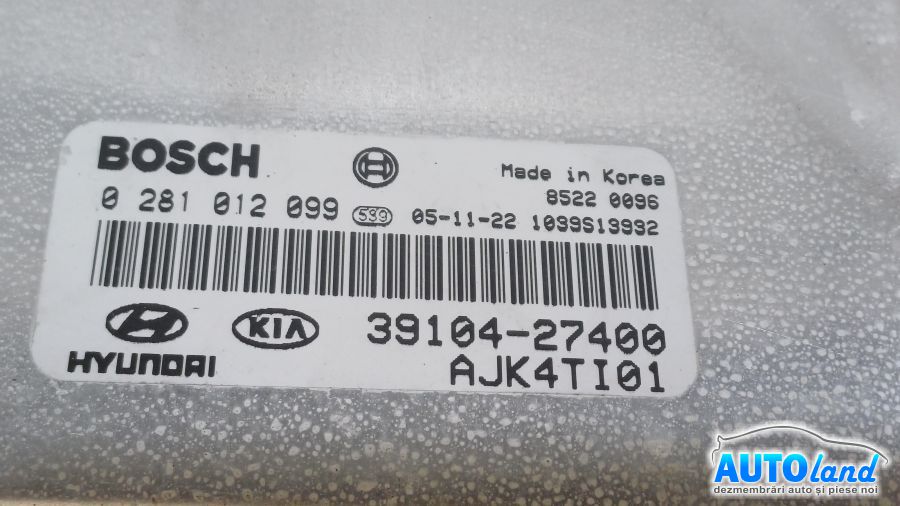 BOSCH
Made in Korea
8522 0096
0 281 012 099 539 05-11-22 1099S13932
HYUNDAI KIA 39104-27400
AJK4TI01
AUTOland
dezmembrări auto și piese noi